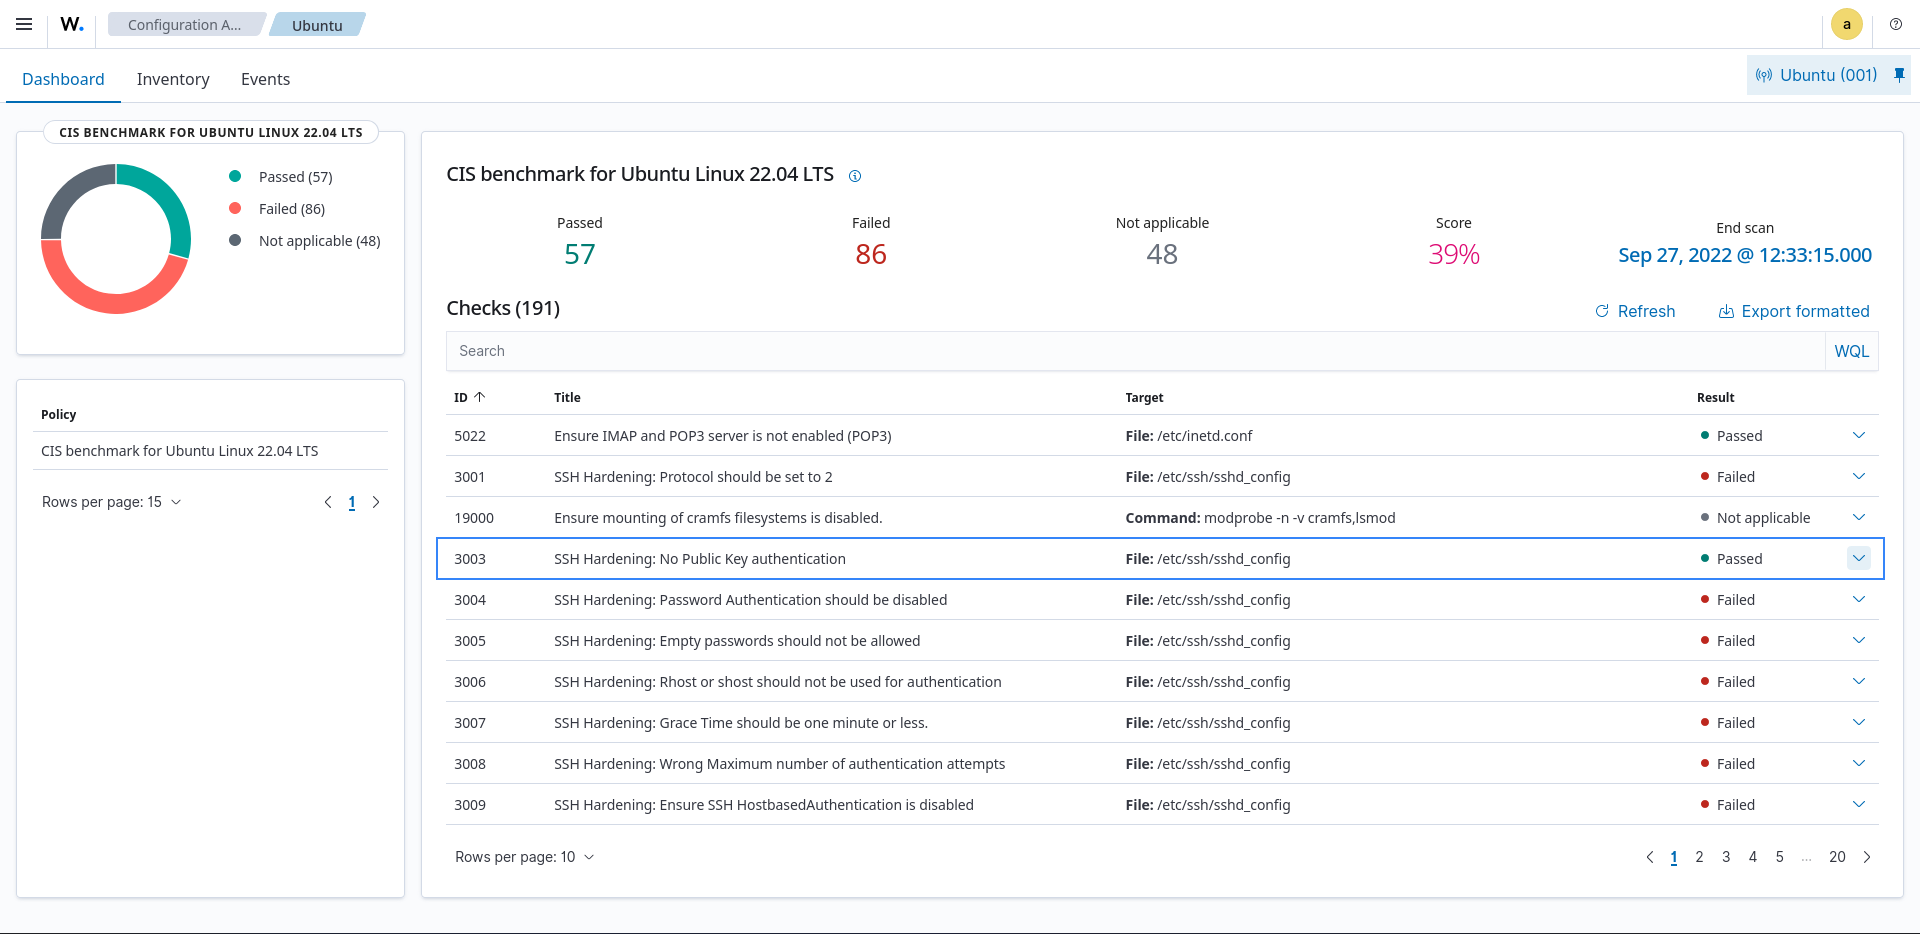 W. Configuration A... Ubuntu a
Dashboard Inventory Events Ubuntu (001)
CIS BENCHMARK FOR UBUNTU LINUX 22.04 LTS
Passed (57)
Failed (86)
Not applicable (48)
Policy
CIS benchmark for Ubuntu Linux 22.04 LTS
Rows per page: 15 1
CIS benchmark for Ubuntu Linux 22.04 LTS
Passed Failed Not applicable Score End scan
57 86 48 39% Sep 27, 2022 @ 12:33:15.000
Checks (191) Refresh Export formatted
Search WQL
ID Title Target Result
5022 Ensure IMAP and POP3 server is not enabled (POP3) File: /etc/inetd.conf Passed
3001 SSH Hardening: Protocol should be set to 2 File: /etc/ssh/sshd_config Failed
19000 Ensure mounting of cramfs filesystems is disabled. Command: modprobe -n -v cramfs,lsmod Not applicable
3003 SSH Hardening: No Public Key authentication File: /etc/ssh/sshd_config Passed
3004 SSH Hardening: Password Authentication should be disabled File: /etc/ssh/sshd_config Failed
3005 SSH Hardening: Empty passwords should not be allowed File: /etc/ssh/sshd_config Failed
3006 SSH Hardening: Rhost or shost should not be used for authentication File: /etc/ssh/sshd_config Failed
3007 SSH Hardening: Grace Time should be one minute or less. File: /etc/ssh/sshd_config Failed
3008 SSH Hardening: Wrong Maximum number of authentication attempts File: /etc/ssh/sshd_config Failed
3009 SSH Hardening: Ensure SSH HostbasedAuthentication is disabled File: /etc/ssh/sshd_config Failed
Rows per page: 10 1 2 3 4 5 ... 20